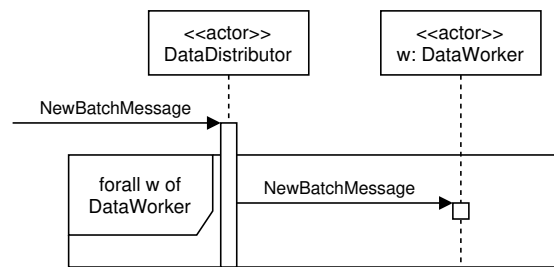 <<actor>>
DataDistributor
<<actor>>
w: DataWorker
NewBatchMessage
forall w of
DataWorker
NewBatchMessage